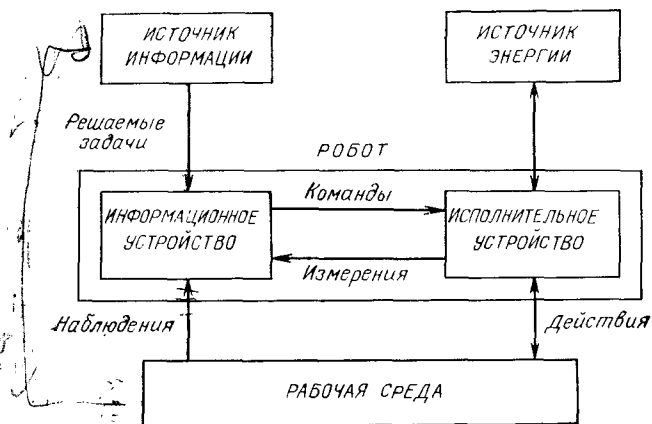 ИСТОЧНИК
ИНФОРМАЦИИ
ИСТОЧНИК
ЭНЕРГИИ
Решаемые
задачи
РОБОТ
ИНФОРМАЦИОННОЕ
УСТРОЙСТВО
Команды
ИСПОЛНИТЕЛЬНОЕ
УСТРОЙСТВО
Измерения
Наблюдения
Действия
РАБОЧАЯ СРЕДА